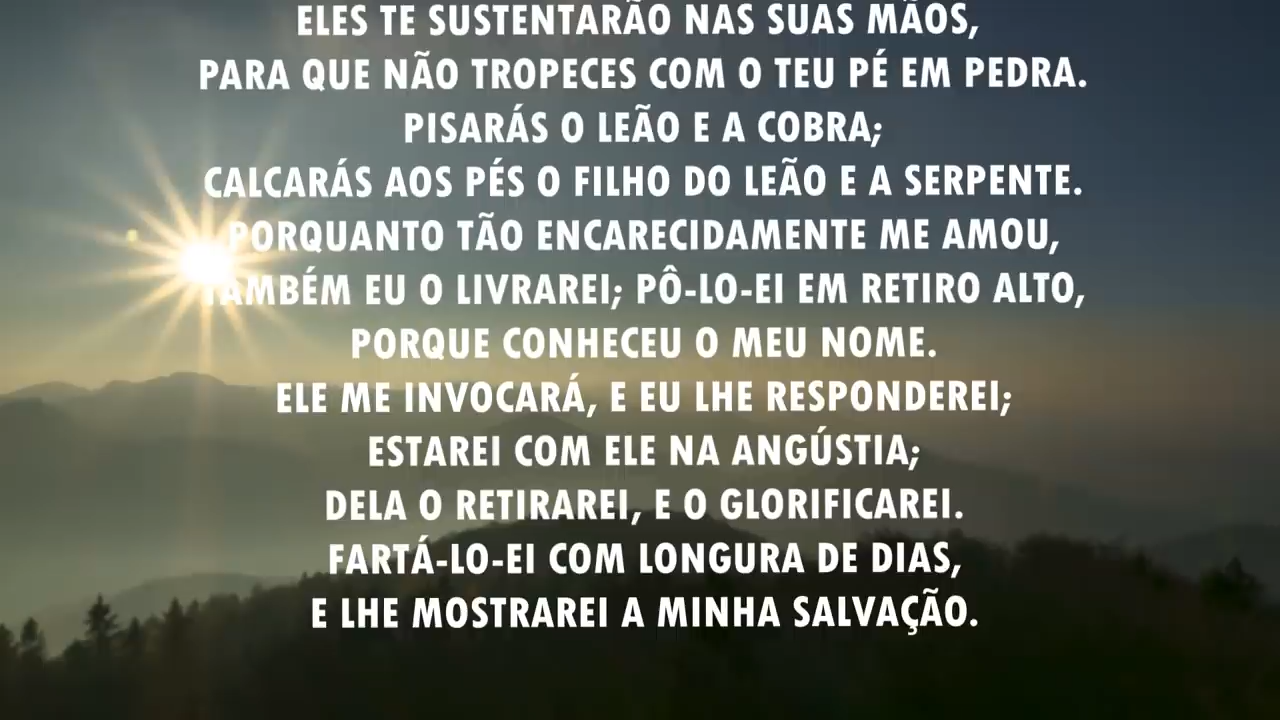 ELES TE SUSTENTARÃO NAS SUAS MÃOS,
PARA QUE NÃO TROPECES COM O TEU PÉ EM PEDRA.
PISARÁS O LEÃO E A COBRA;
CALCARÁS AOS PÉS O FILHO DO LEÃO E A SERPENTE.
PORQUANTO TÃO ENCARECIDAMENTE ME AMOU,
TAMBÉM EU O LIVRAREI; PÔ-LO-EI EM RETIRO ALTO,
PORQUE CONHECEU O MEU NOME.
ELE ME INVOCARÁ, E EU LHE RESPONDEREI;
ESTAREI COM ELE NA ANGÚSTIA;
DELA O RETIRAREI, E O GLORIFICAREI.
FARTÁ-LO-EI COM LONGURA DE DIAS,
E LHE MOSTRAREI A MINHA SALVAÇÃO.